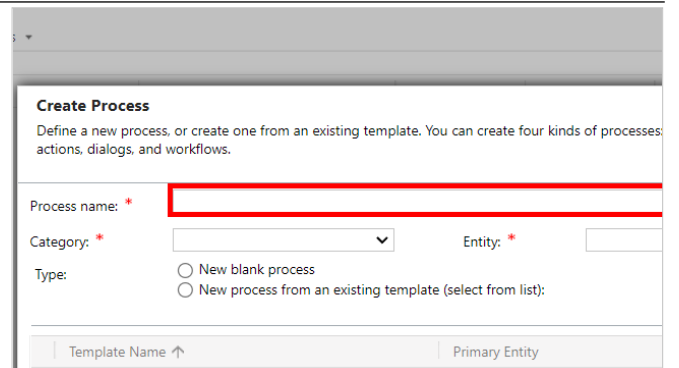 Create Process
Define a new process, or create one from an existing template. You can create four kinds of processes:
actions, dialogs, and workflows.
Process name: *
Category: * Entity: *
Type: New blank process
New process from an existing template (select from list):
Template Name ↑ Primary Entity